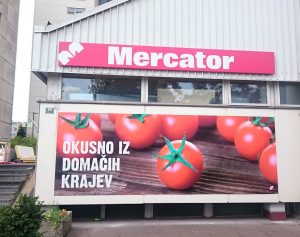 Mercator
OKUSNO IZ
DOMAČIH
KRAJEV